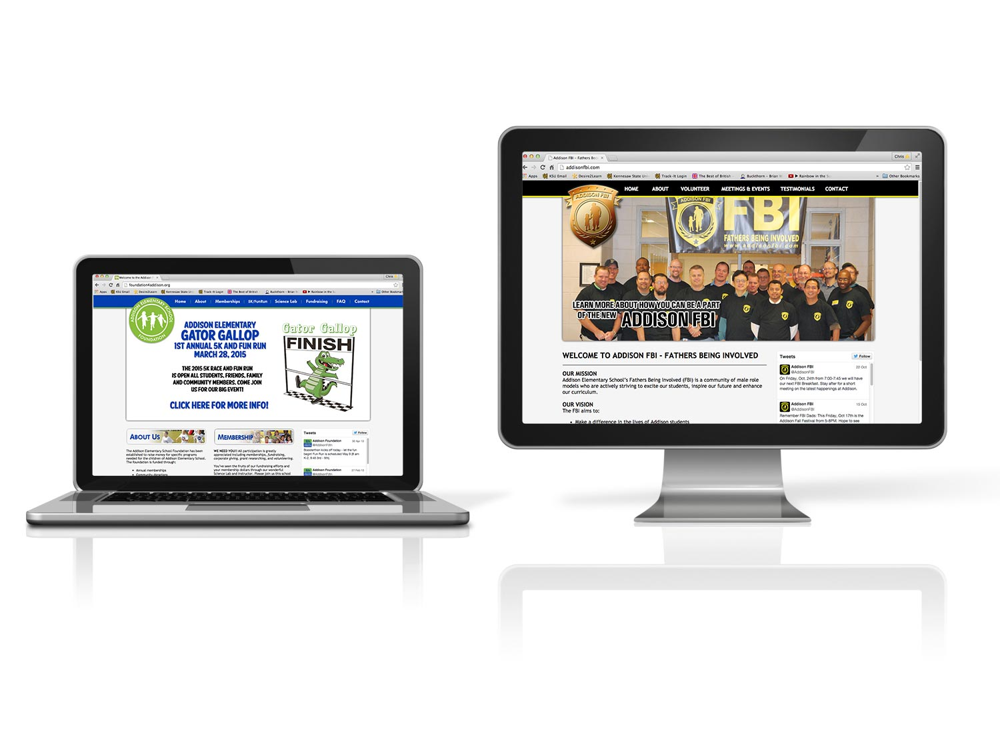 Welcome to the Addison F
Chris
foundation4addison.org
Apps KSU Email Desire2Learn Kennesaw State Uni Track-It Login The Best of British Buckthorn - Brian W Rainbow in the Su » Other Bookmark
Home About Memberships 5K/FunRun Science Lab Fundraising FAQ Contact
ADDISON ELEMENTARY SCHOOL
FOUNDATION
ADDISON ELEMENTARY
GATOR GALLOP
1ST ANNUAL 5K AND FUN RUN
MARCH 28, 2015
THE 2015 5K RACE AND FUN RUN
IS OPEN ALL STUDENTS, FRIENDS, FAMILY
AND COMMUNITY MEMBERS. COME JOIN
US FOR OUR BIG EVENT!
CLICK HERE FOR MORE INFO!
Gator Gallop
FINISH
ABOUT US
The Addison Elementary School Foundation has been
established to raise money for specific programs
needed for the children of Addison Elementary School.
The foundation is funded through:
• Annual memberships
• Community donations
MEMBERSHIP
WE NEED YOU!! All participation is greatly
appreciated including memberships, fundraising,
corporate giving, grant researching, and volunteering.
You've seen the fruits of our fundraising efforts and
your membership dollars through our wonderful
Science Lab and instructor. Please join us this school
Tweets Follow
Addison Foundation
@AddisonFdtn
Boosterthon kicks off today - let the fun
begin! Fun Run is scheduled May 9 (8 am
K-2, 9:45 3rd - 5th).
Addison Foundation
@AddisonFdtn
Addison FBI - Fathers Bei
Chris
addisonfbi.com
Apps KSU Email Desire2Learn Kennesaw State Uni Track-It Login The Best of British - Buckthorn - Brian W Rainbow in the Su » Other Bookmarks
HOME ABOUT VOLUNTEER MEETINGS & EVENTS TESTIMONIALS CONTACT
ADDISON FBI
ADDISON FBI
FBI
FATHERS BEING INVOLVED
www.addisonfbi.com
LEARN MORE ABOUT HOW YOU CAN BE A PART
OF THE NEW ADDISON FBI
WELCOME TO ADDISON FBI - FATHERS BEING INVOLVED
OUR MISSION
Addison Elementary School's Fathers Being Involved (FBI) is a community of male role
models who are actively striving to excite our students, inspire our future and enhance
our curriculum.
OUR VISION
The FBI aims to:
• Make a difference in the lives of Addison students
Tweets Follow
Addison FBI 22 Oct
@AddisonFBI
On Friday, Oct. 24th from 7:00-7:45 we will have
our next FBI Breakfast. Stay after for a short
meeting on the latest happenings at Addison.
Addison FBI 15 Oct
@AddisonFBI
Remember FBI Dads: This Friday, Oct 17th is the
Addison Fall Festival from 5-8PM. Hope to see